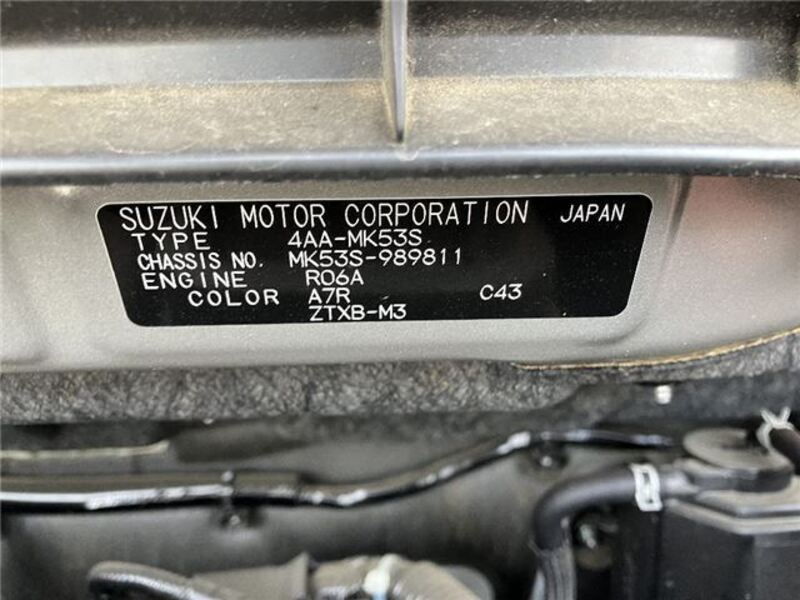 SUZUKI MOTOR CORPORATION JAPAN
TYPE 4AA-MK53S
CHASSIS NO. MK53S-989811
ENGINE R06A
COLOR A7R C43
ZTXB-M3